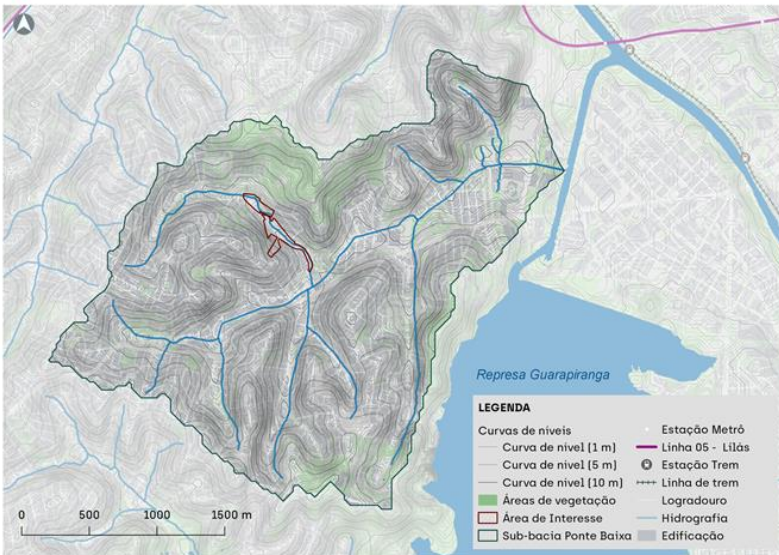 Represa Guarapiranga
LEGENDA
Curvas de níveis
Curva de nível (1 m)
Curva de nível (5 m)
Curva de nível (10 m)
Áreas de vegetação
Área de Interesse
Sub-bacia Ponte Baixa
Estação Metrô
Linha 05 - Lilás
Estação Trem
Linha de trem
Logradouro
Hidrografia
Edificação
0 500 1000 1500 m